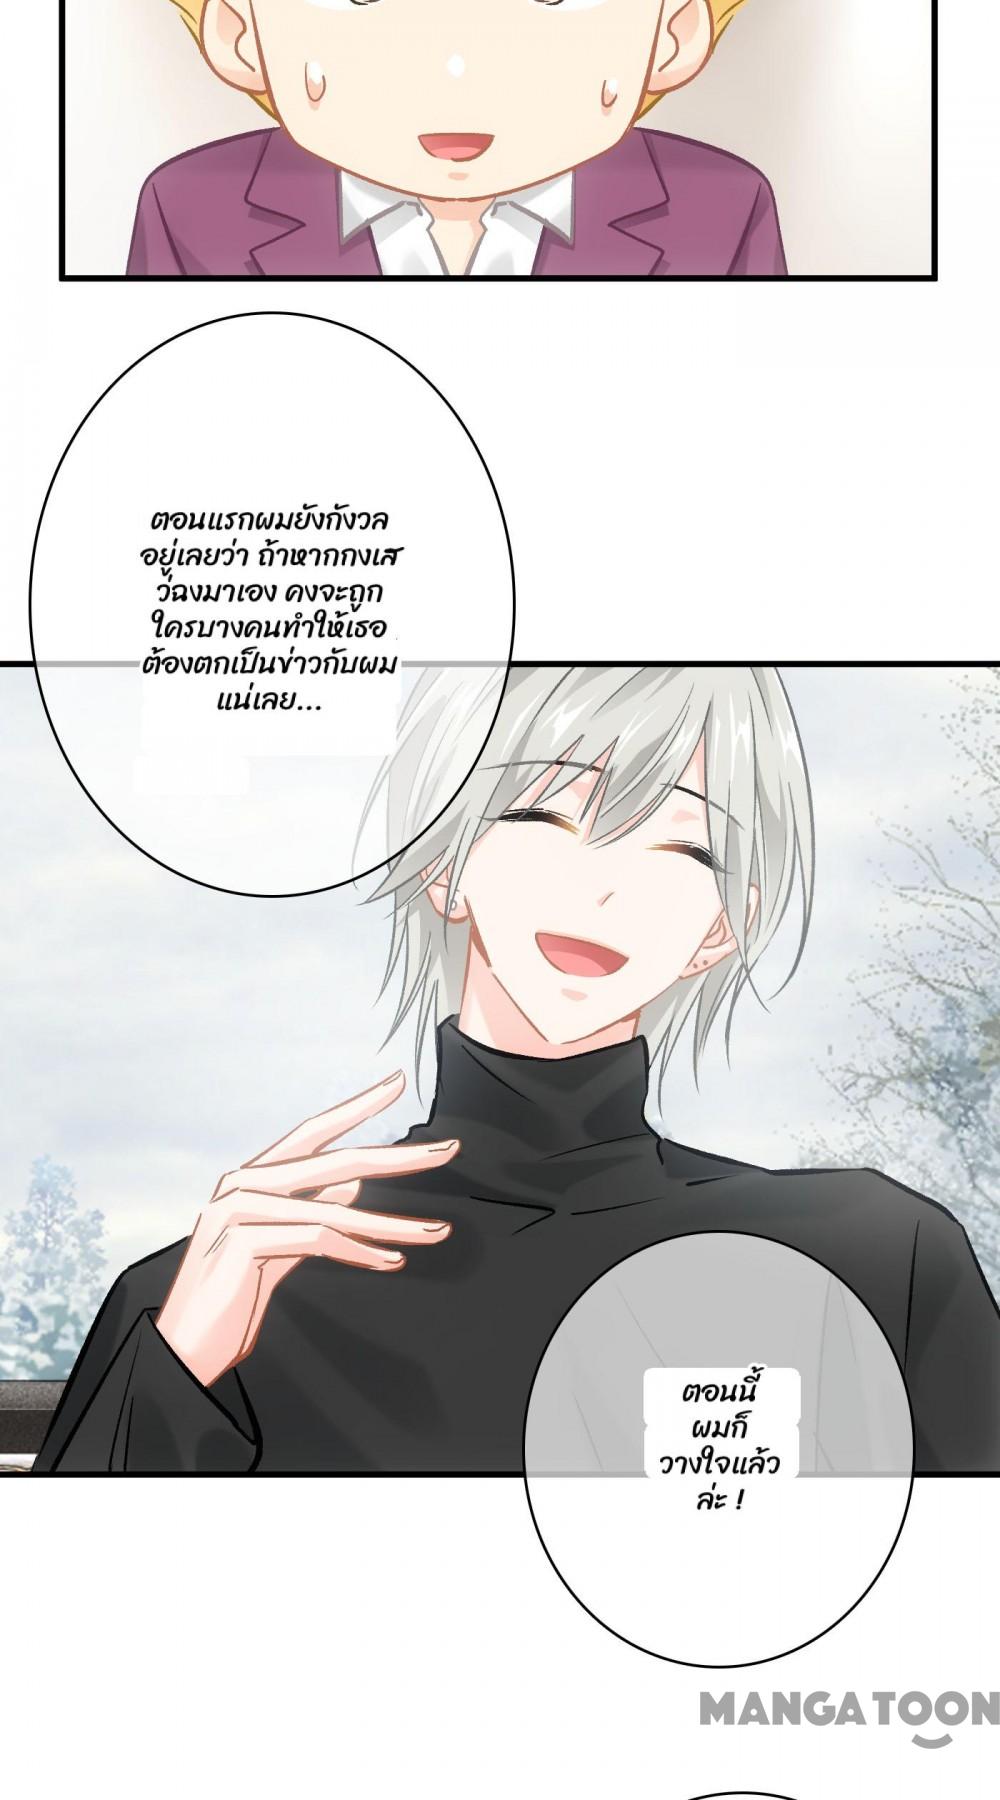 ตอนแรกผมยังกังวล
อยู่เลยว่า ถ้าหากกงเส
วี่ฉงมาเอง คงจะถูก
ใครบางคนทำให้เธอ
ต้องตกเป็นข่าวกับผม
แน่เลย...
ตอนนี้
ผมก็
วางใจแล้ว
ล่ะ !
MANGATOON